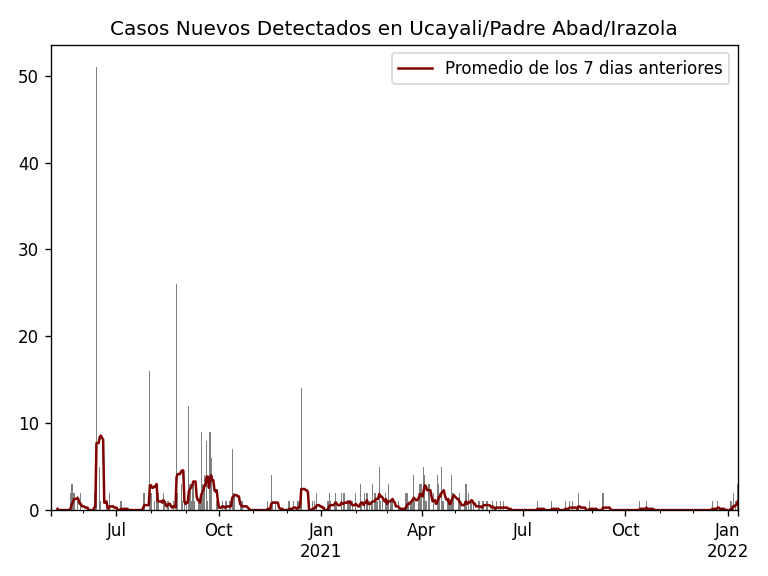 Casos Nuevos Detectados en Ucayali/Padre Abad/Irazola
Promedio de los 7 dias anteriores
50
40
30
20
10
0
Jul Oct Jan Apr Jul Oct Jan
2021 2022